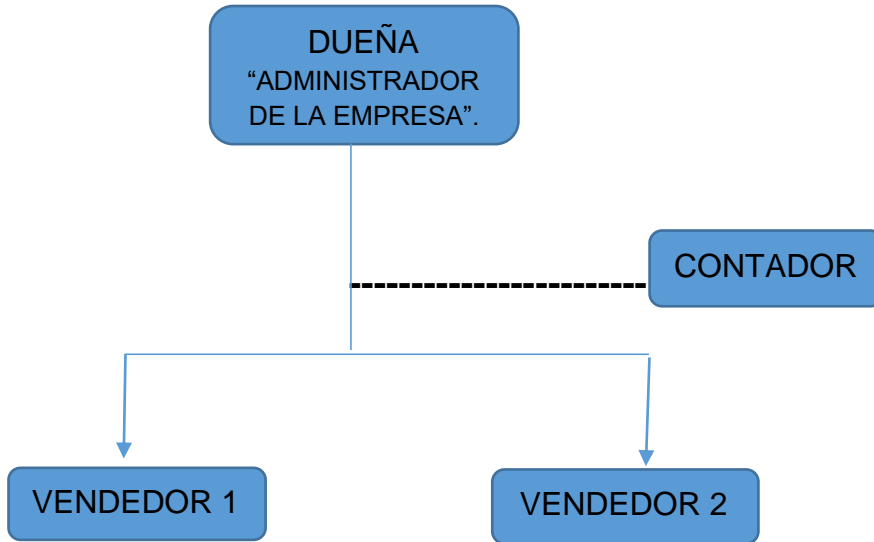 DUEÑA
“ADMINISTRADOR
DE LA EMPRESA”.
CONTADOR
VENDEDOR 1
VENDEDOR 2